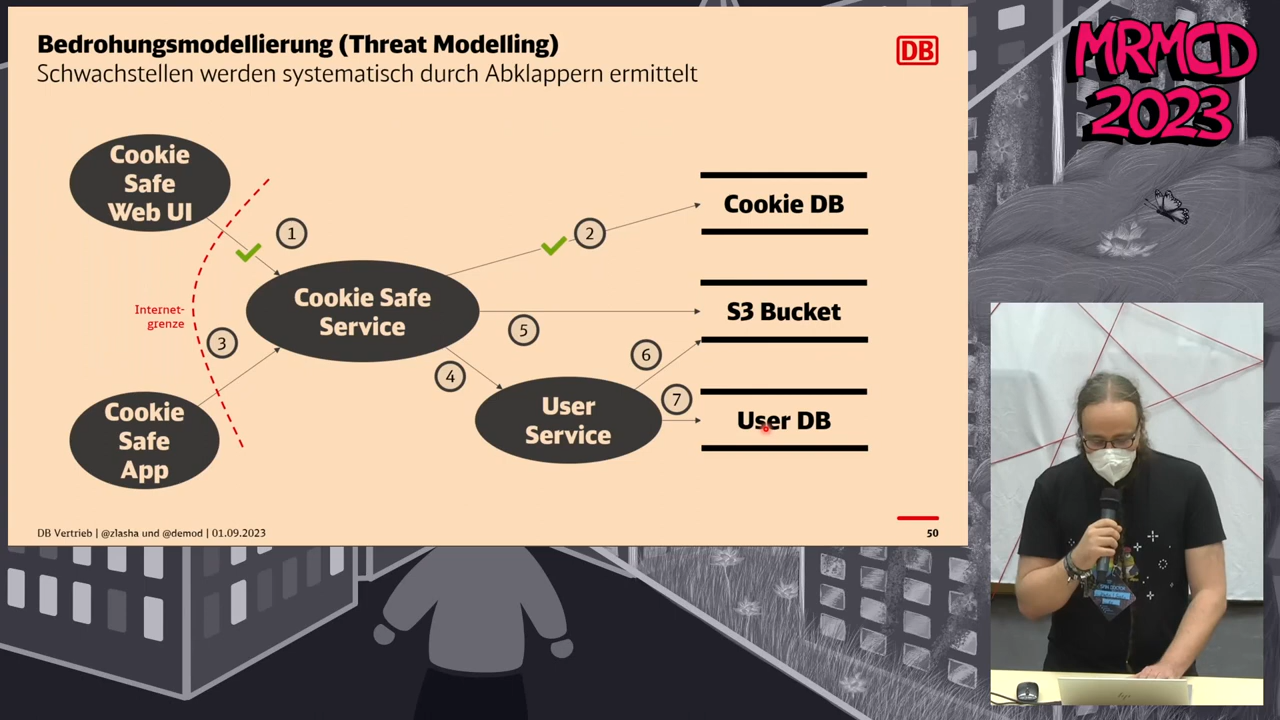 Bedrohungsmodellierung (Threat Modelling)
Schwachstellen werden systematisch durch Abklappern ermittelt
DB
MRMCD
2023
Cookie
Safe
Web UI
1
2
Cookie DB
Internet-
grenze
Cookie Safe
Service
S3 Bucket
3
5
4
6
7
Cookie
Safe
App
User
Service
User DB
DB Vertrieb | @zlasha und @demod | 01.09.2023
50